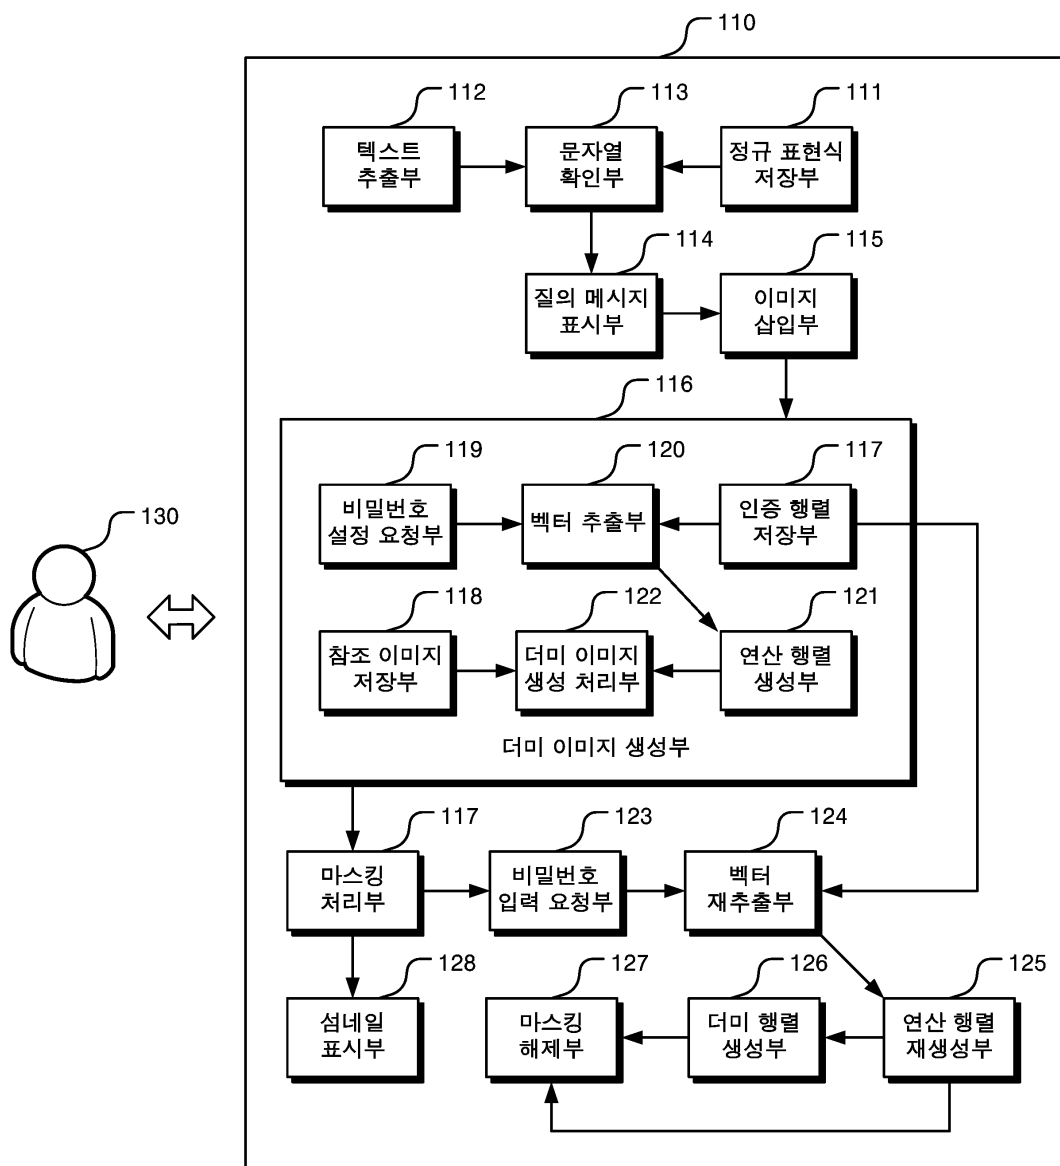 110
112
113
111
텍스트
추출부
문자열
확인부
정규 표현식
저장부
114
115
질의 메시지
표시부
이미지
삽입부
116
119
120
117
비밀번호
설정 요청부
벡터 추출부
인증 행렬
저장부
130
118
122
121
참조 이미지
저장부
더미 이미지
생성 처리부
연산 행렬
생성부
더미 이미지 생성부
117
123
124
마스킹
처리부
비밀번호
입력 요청부
벡터
재추출부
128
127
126
125
섬네일
표시부
마스킹
해제부
더미 행렬
생성부
연산 행렬
재생성부